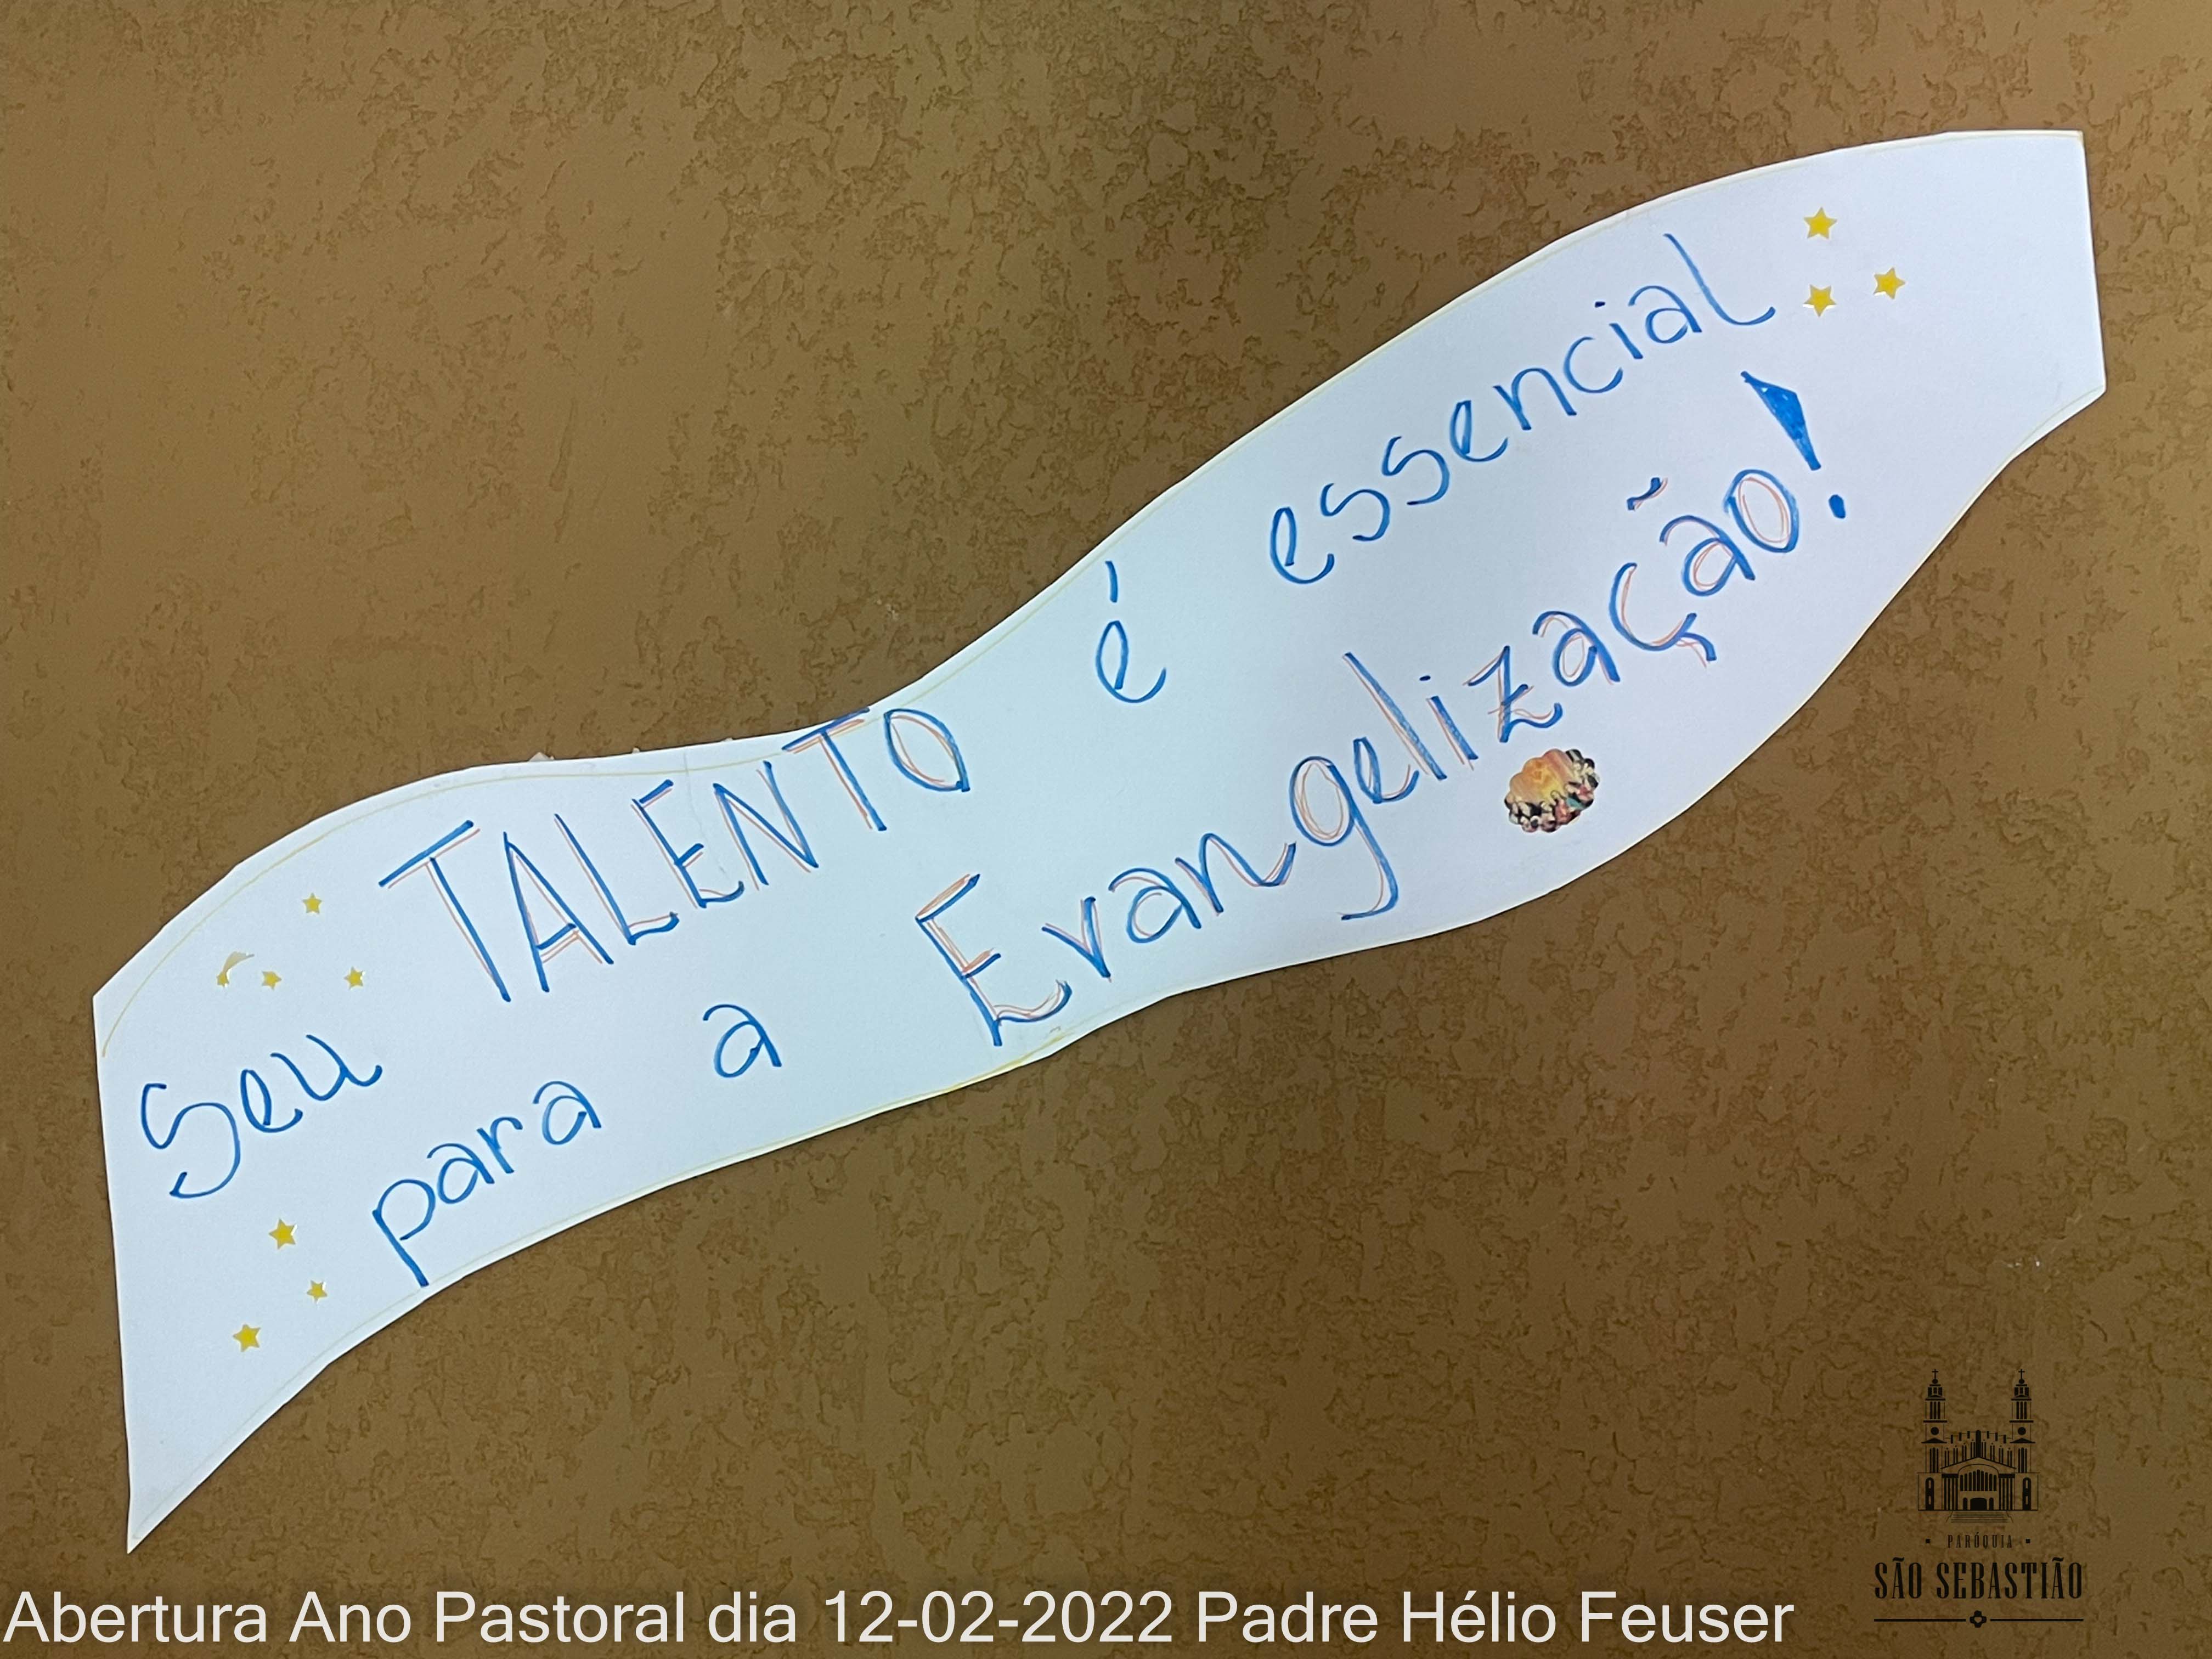 Seu TALENTO é essencial
para a Evangelização!
PARÓQUIA
SÃO SEBASTIÃO
Abertura Ano Pastoral dia 12-02-2022 Padre Hélio Feuser